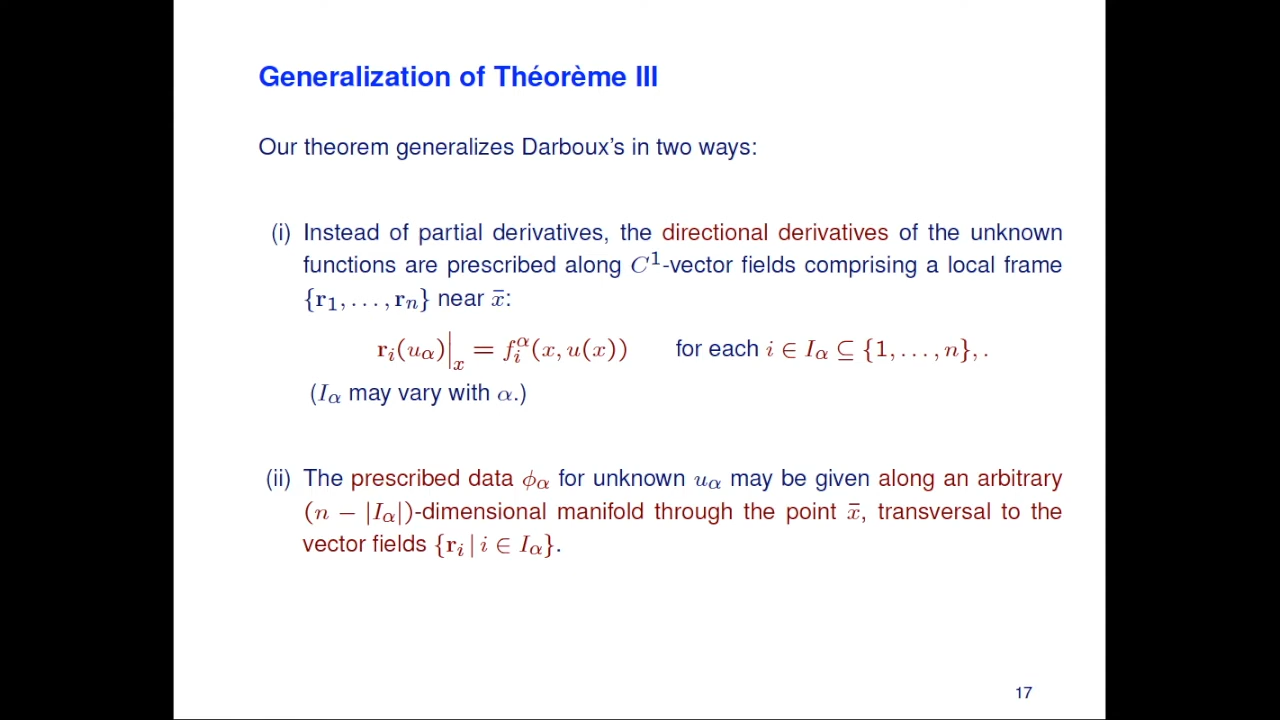 Generalization of Théorème III
Our theorem generalizes Darboux's in two ways:
(i) Instead of partial derivatives, the directional derivatives of the unknown
functions are prescribed along C¹-vector fields comprising a local frame
{r₁, . . . , rₙ} near x̄:
rᵢ(u_α)|ₓ = fᵢ^α(x, u(x)) for each i ∈ I_α ⊆ {1, . . . , n}, .
(I_α may vary with α.)
(ii) The prescribed data ϕ_α for unknown u_α may be given along an arbitrary
(n − |I_α|)-dimensional manifold through the point x̄, transversal to the
vector fields {rᵢ | i ∈ I_α}.
17